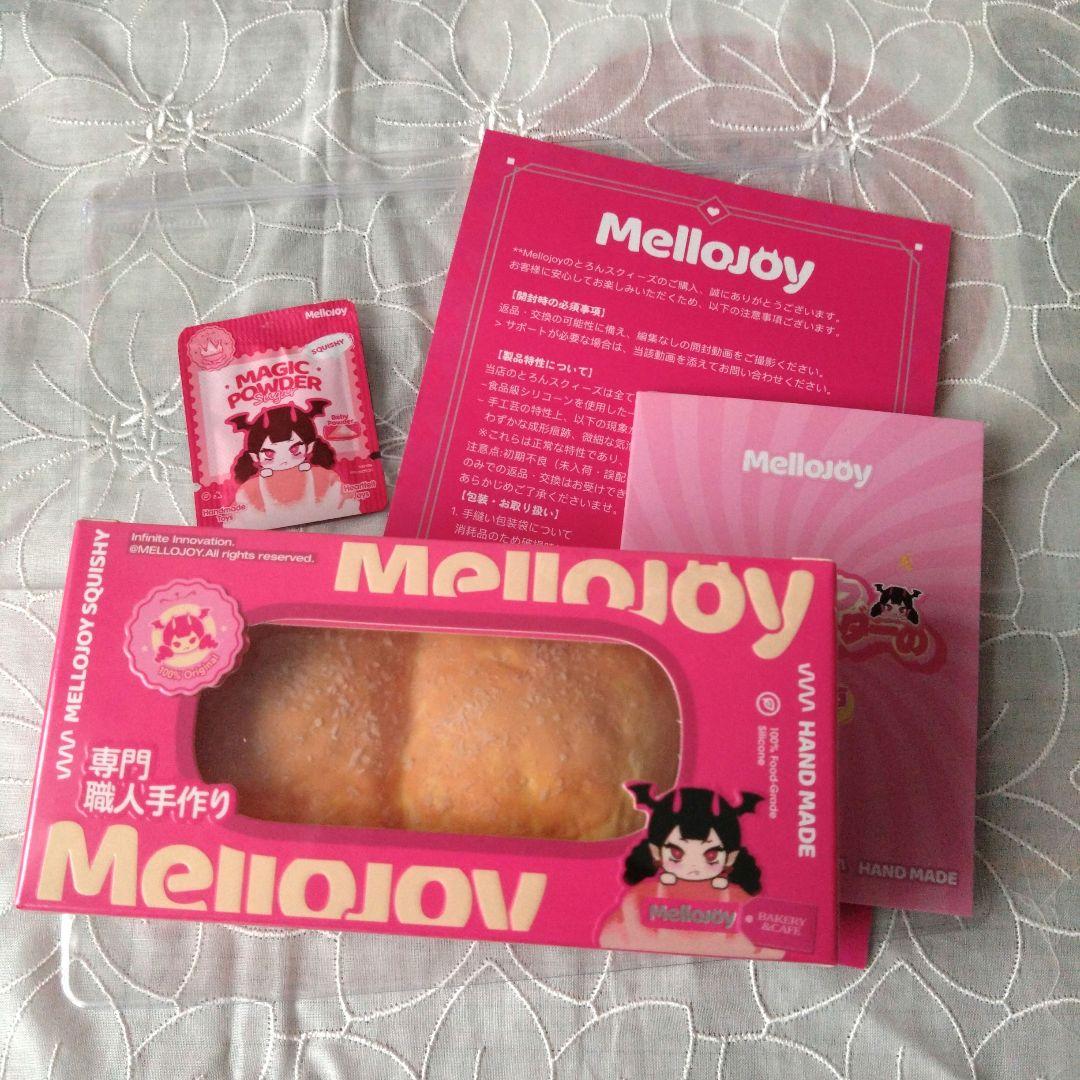 Mellojoy
**Mellojoyのとろんスクィーズのご購入、誠にありがとうございます。
お客様に安心してお楽しみいただくため、以下の注意事項ございます。
【開封時の必須事項】
返品・交換の可能性に備え、編集なしの開封動画をご撮影ください。
> サポートが必要な場合は、当該動画を添えてお問い合わせください。
【製品特性について】
当店のとろんスクィーズは全て
–食品級シリコーンを使用した
– 手工芸の特性上、以下の現象
わずかな成形痕跡、微細な気
※これらは正常な特性であり、
注意点:初期不良（未入荷・誤配
のみでの返品・交換はお受けでき
あらかじめご了承くださいませ。
【包装・お取り扱い】
1. 手縫い包装袋について
消耗品のため
Mellojoy
SQUISHY
MAGIC
POWDER
Sugar
Baby
Powder
Handmade
Toys
Heartfelt
Toys
Mellojoy
ターの
HAND MADE
Infinite Innovation.
@MELLOJOY.All rights reserved.
Mellojoy
MELLOJOY SQUISHY
100% Original
HAND MADE
100% Food-Grade
Silicone
専門
職人手作り
Mellojoy
Mellojoy
BAKERY
&CAFE